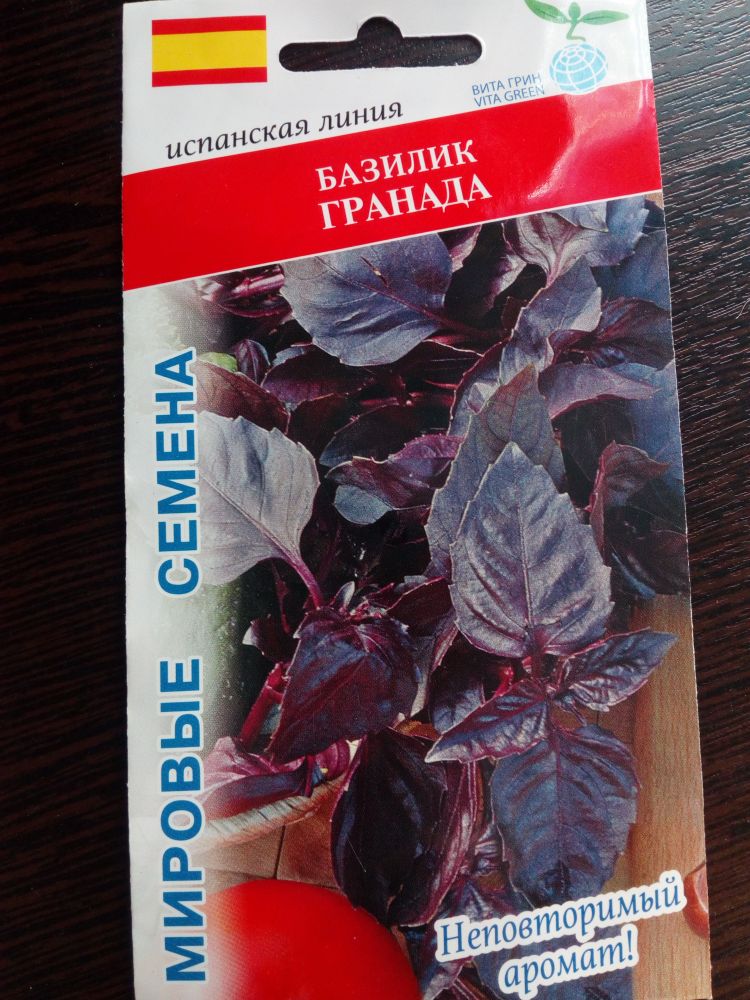 ВИТА ГРИН
VITA GREEN
испанская линия
БАЗИЛИК
ГРАНАДА
МИРОВЫЕ СЕМЕНА
Неповторимый
аромат!